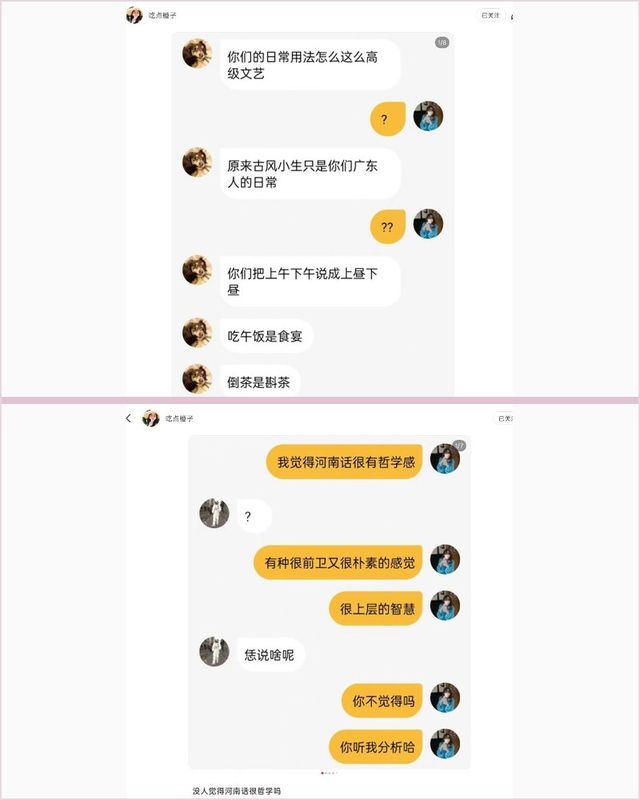 吃点橙子
已关注
1/8
你们的日常用法怎么这么高
级文艺
?
原来古风小生只是你们广东
人的日常
??
你们把上午下午说成上昼下
昼
吃午饭是食宴
倒茶是斟茶
吃点橙子
已关
1/7
我觉得河南话很有哲学感
?
有种很前卫又很朴素的感觉
很上层的智慧
恁说啥呢
你不觉得吗
你听我分析哈
没人觉得河南话很哲学吗